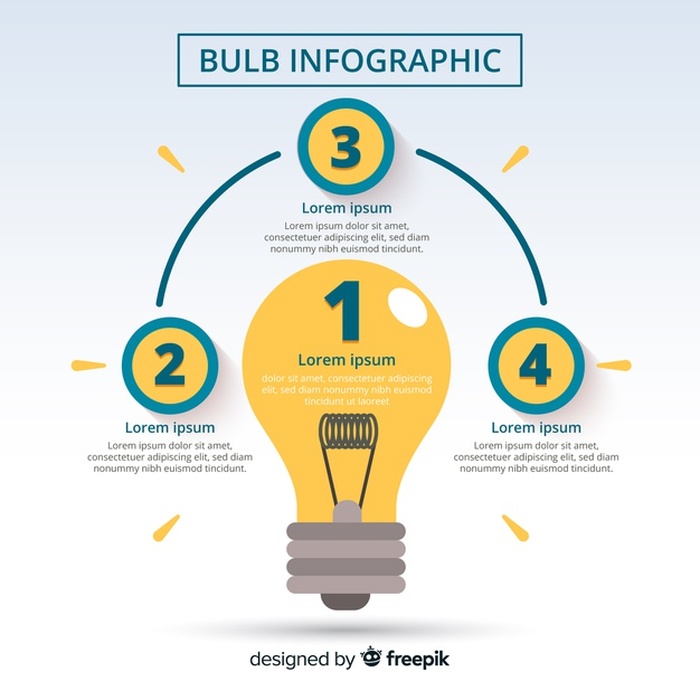 BULB INFOGRAPHIC
3
Lorem ipsum
Lorem ipsum dolor sit amet,
consectetuer adipiscing elit, sed diam
nonummy nibh euismod tincidunt.
1
Lorem ipsum
dolor sit amet, consectetuer adipiscing
elit, sed diam nonummy nibh euismod
tincidunt ut laoreet
2
Lorem ipsum
Lorem ipsum dolor sit amet,
consectetuer adipiscing elit, sed diam
nonummy nibh euismod tincidunt.
4
Lorem ipsum
Lorem ipsum dolor sit amet,
consectetuer adipiscing elit, sed diam
nonummy nibh euismod tincidunt.
designed by freepik